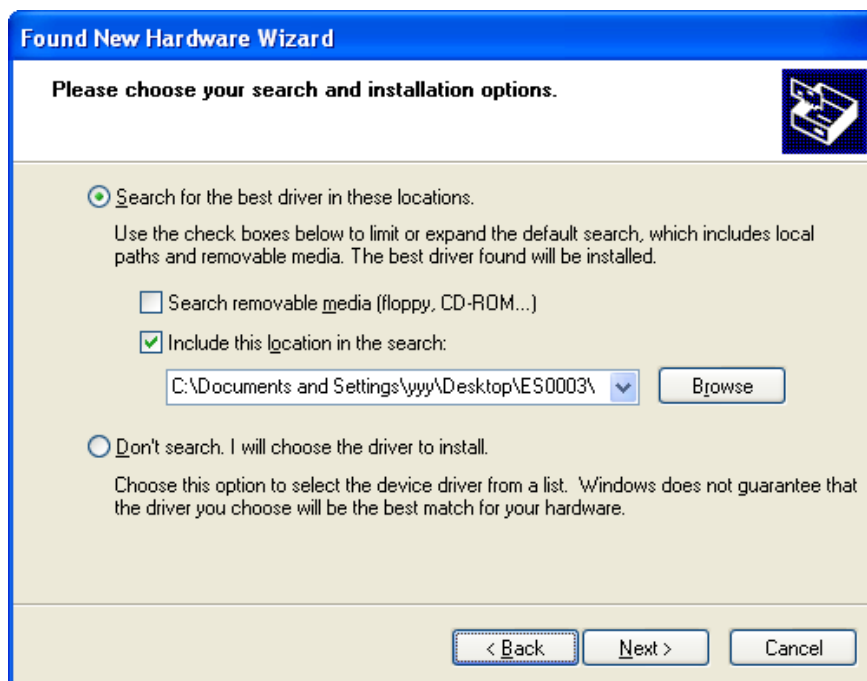 Found New Hardware Wizard
Please choose your search and installation options.
Search for the best driver in these locations.
Use the check boxes below to limit or expand the default search, which includes local
paths and removable media. The best driver found will be installed.
Search removable media (floppy, CD-ROM...)
Include this location in the search:
C:\Documents and Settings\yyy\Desktop\ES0003\
Browse
Don't search. I will choose the driver to install.
Choose this option to select the device driver from a list.  Windows does not guarantee that
the driver you choose will be the best match for your hardware.
< Back
Next >
Cancel